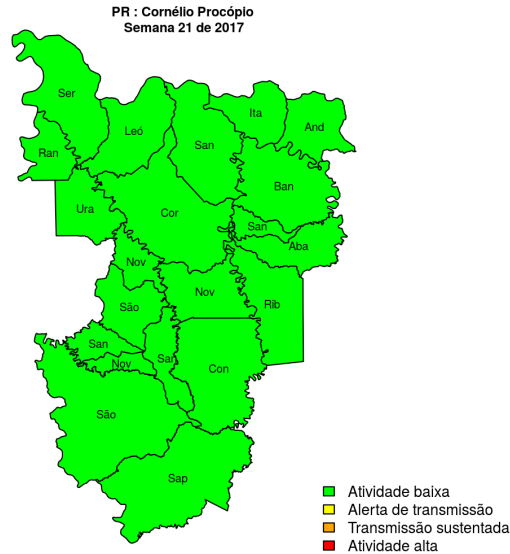 PR : Cornélio Procópio
Semana 21 de 2017
Ser
Leó
Ita
And
San
Ran
Ban
Ura
Cor
San
Aba
Nov
Nov
Rib
São
San
San
Nov
Con
São
Sap
Atividade baixa
Alerta de transmissão
Transmissão sustentada
Atividade alta